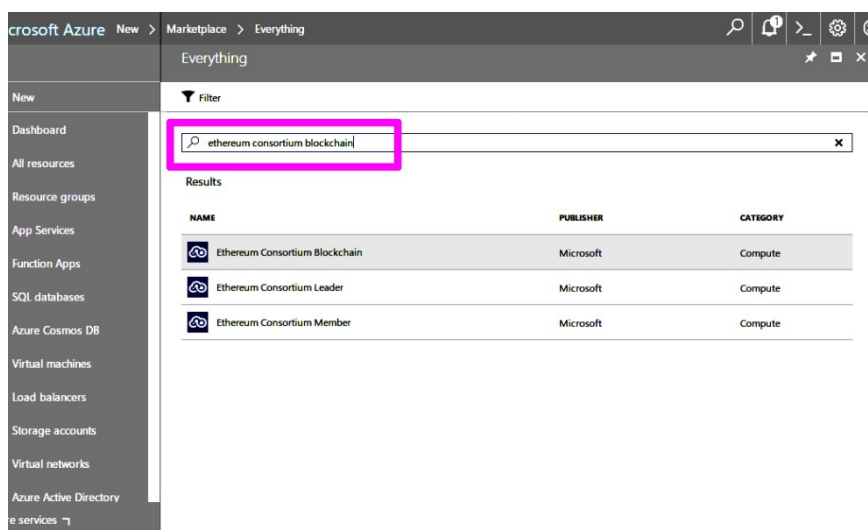 crosoft Azure New > Marketplace > Everything
1
Everything
New
Filter
Dashboard
ethereum consortium blockchain
All resources
Results
Resource groups
NAME PUBLISHER CATEGORY
App Services
Ethereum Consortium Blockchain Microsoft Compute
Function Apps
Ethereum Consortium Leader Microsoft Compute
SQL databases
Ethereum Consortium Member Microsoft Compute
Azure Cosmos DB
Virtual machines
Load balancers
Storage accounts
Virtual networks
Azure Active Directory
e services